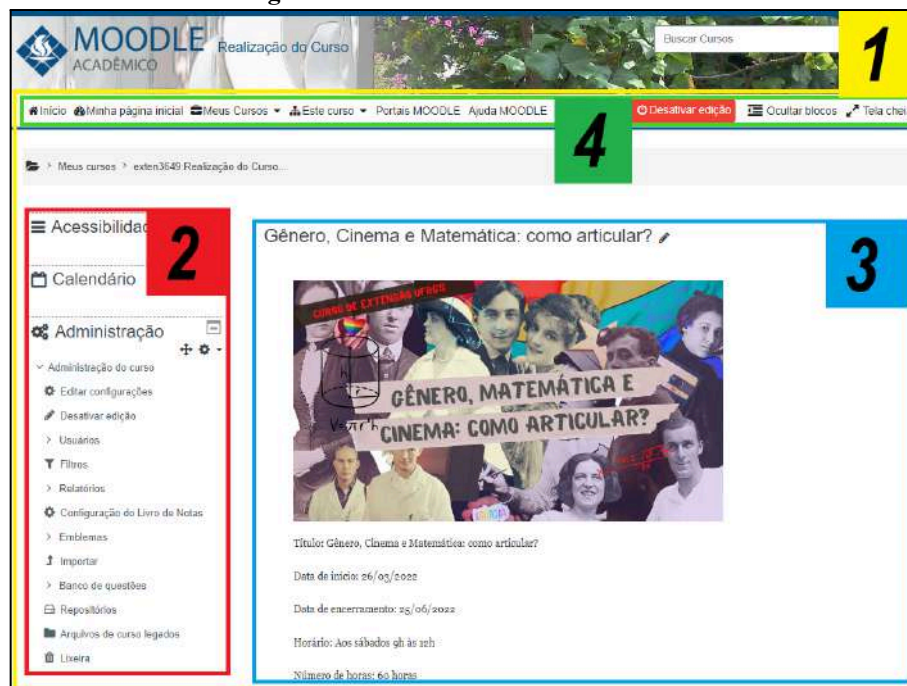 MOODLE
ACADÊMICO
Realização do Curso
Buscar Cursos
1
Início Minha página inicial Meus Cursos Este curso Portais MOODLE Ajuda MOODLE
4
Desativar edição Ocultar blocos Tela chei
> Meus cursos > exten3649 Realização do Curso...
2
Acessibilidad
Calendário
Administração
Administração do curso
Editar configurações
Desativar edição
> Usuários
Filtros
> Relatórios
Configuração do Livro de Notas
> Emblemas
Importar
> Banco de questões
Repositórios
Arquivos de curso legados
Lixeira
3
Gênero, Cinema e Matemática: como articular?
CURSO DE EXTENSÃO UFRGS
GÊNERO, MATEMÁTICA E
CINEMA: COMO ARTICULAR?
h
V=πr²h
Título: Gênero, Cinema e Matemática: como articular?
Data de início: 26/03/2022
Data de encerramento: 25/06/2022
Horário: Aos sábados 9h às 12h
Número de horas: 60 horas